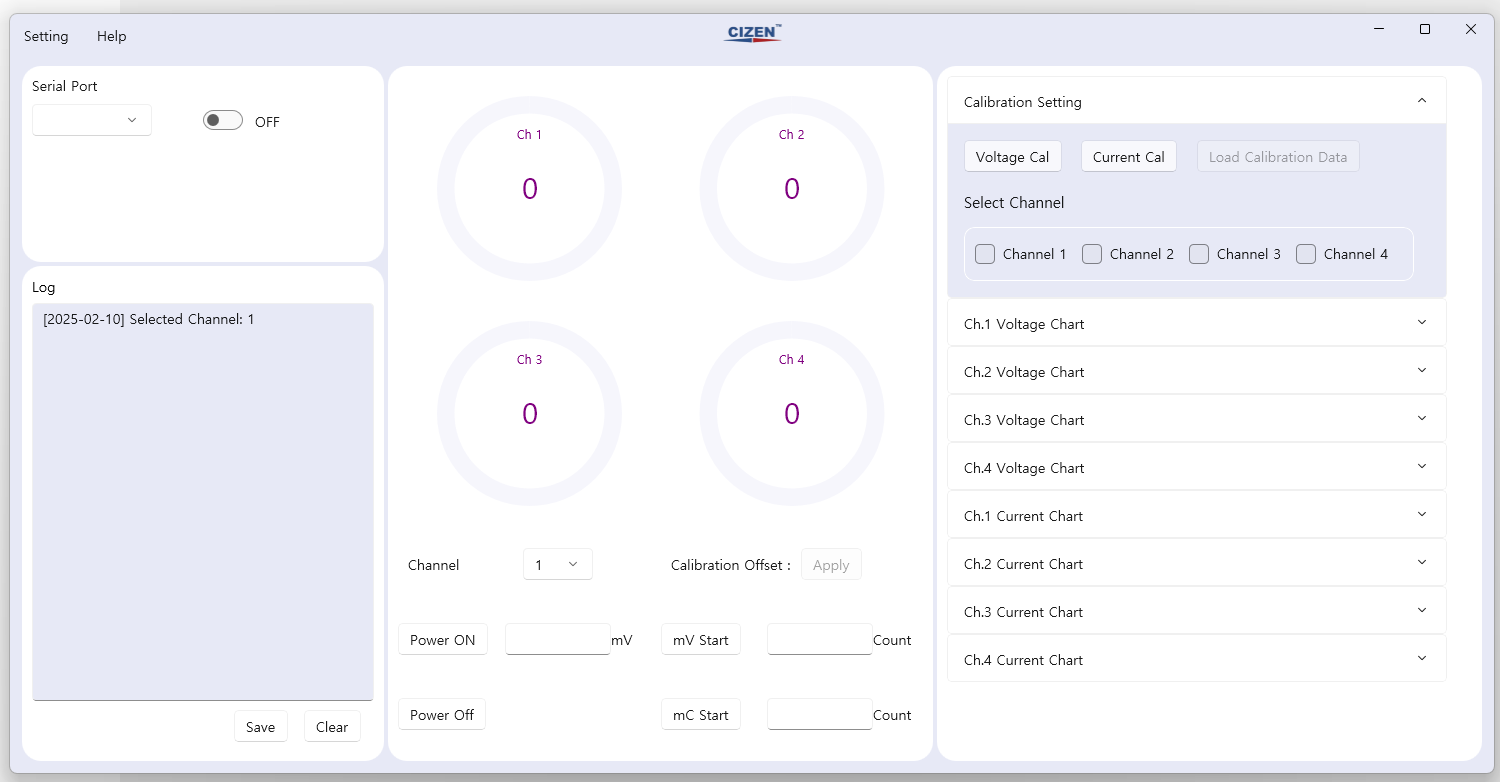 Setting Help
CIZEN™
Serial Port
OFF
Log
[2025-02-10] Selected Channel: 1
Save Clear
Ch 1
0
Ch 2
0
Ch 3
0
Ch 4
0
Channel 1 Calibration Offset : Apply
Power ON mV mV Start Count
Power Off mC Start Count
Calibration Setting
Voltage Cal Current Cal Load Calibration Data
Select Channel
Channel 1 Channel 2 Channel 3 Channel 4
Ch.1 Voltage Chart
Ch.2 Voltage Chart
Ch.3 Voltage Chart
Ch.4 Voltage Chart
Ch.1 Current Chart
Ch.2 Current Chart
Ch.3 Current Chart
Ch.4 Current Chart